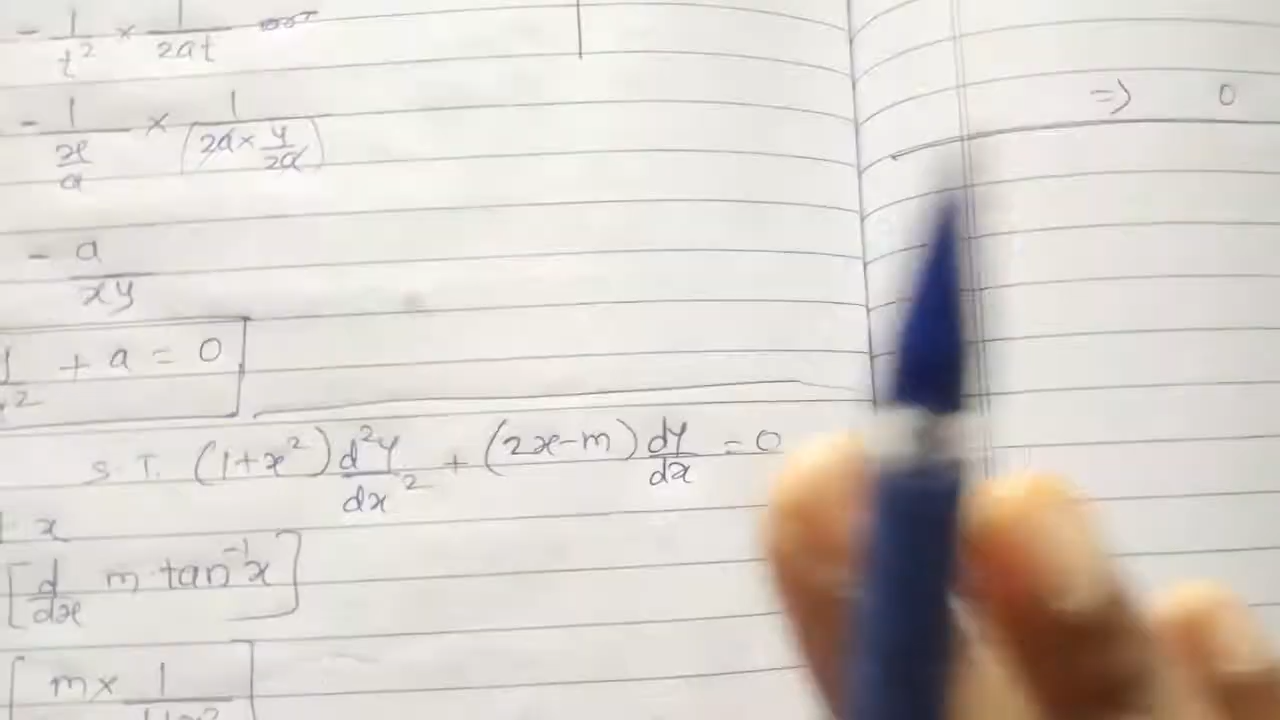 - 1/t² × 1/2at
- 1/(x/a) × 1/(2a × y/2a)
- a/xy
+ a = 0
S.T. (1+x²) d²y/dx² + (2x-m) dy/dx = 0
x
[d/dx m·tan⁻¹x]
[m × 1/
=> 0